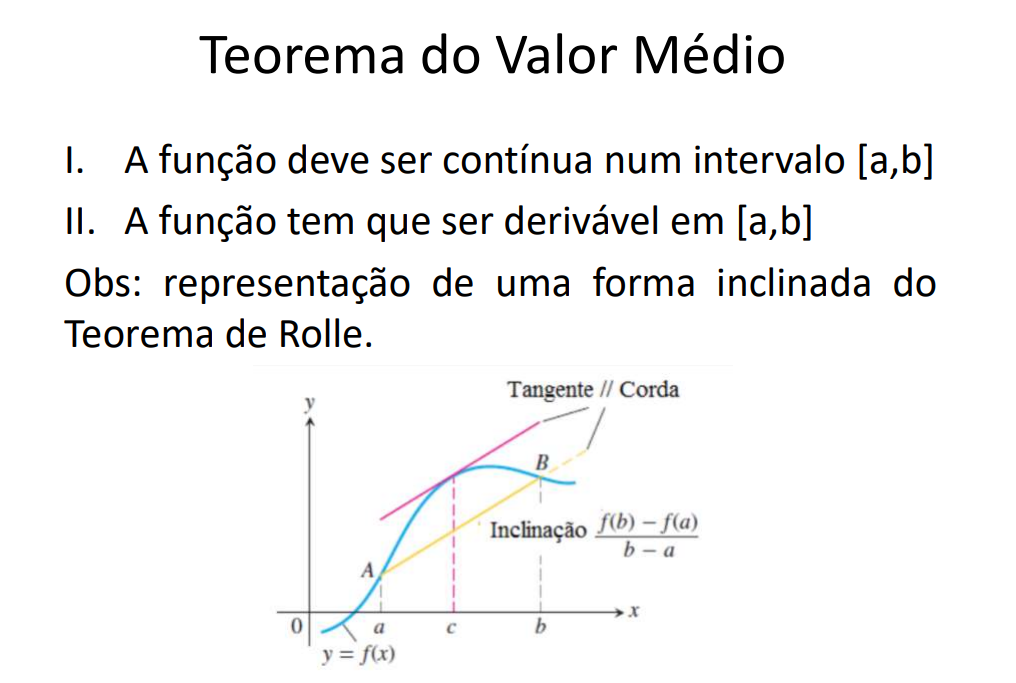 Teorema do Valor Médio
I. A função deve ser contínua num intervalo [a,b]
II. A função tem que ser derivável em [a,b]
Obs: representação de uma forma inclinada do
Teorema de Rolle.
Tangente // Corda
y
B
Inclinação f(b) − f(a)
b − a
A
x
0 a c b
y = f(x)